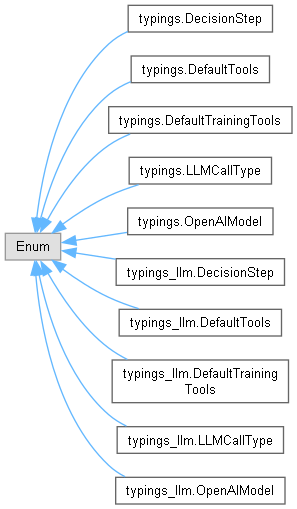 typings.DecisionStep
typings.DefaultTools
typings.DefaultTrainingTools
typings.LLMCallType
typings.OpenAIModel
Enum
typings_llm.DecisionStep
typings_llm.DefaultTools
typings_llm.DefaultTraining
Tools
typings_llm.LLMCallType
typings_llm.OpenAIModel